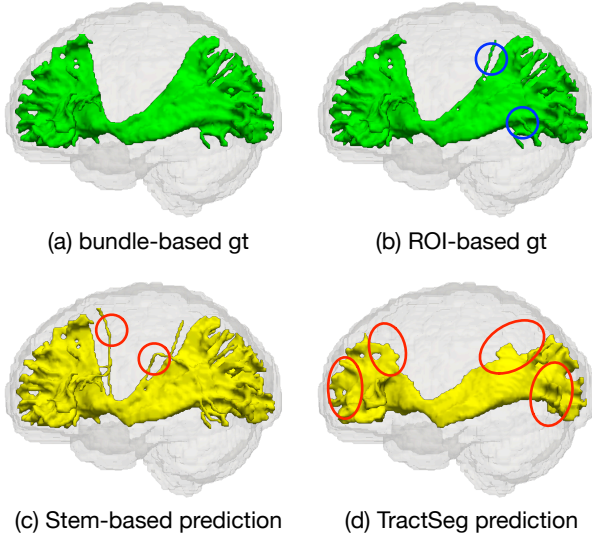 (a) bundle-based gt
(b) ROI-based gt
(c) Stem-based prediction
(d) TractSeg prediction